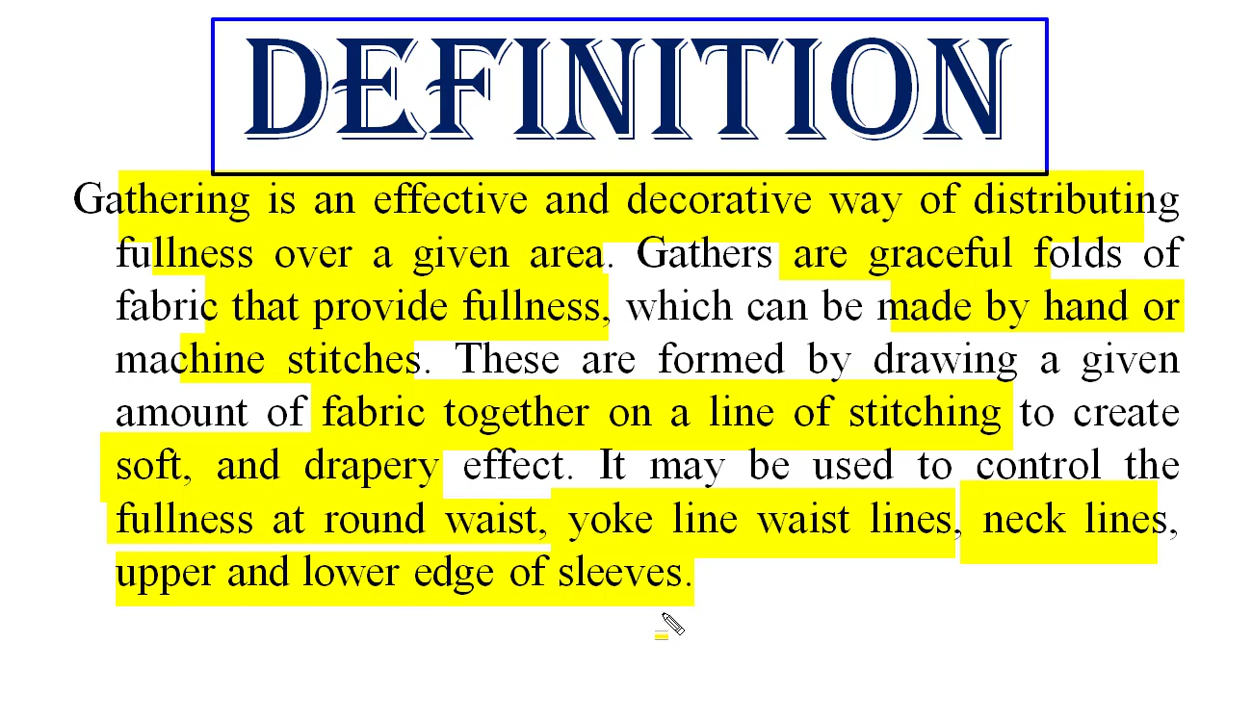 DEFINITION
Gathering is an effective and decorative way of distributing
fullness over a given area. Gathers are graceful folds of
fabric that provide fullness, which can be made by hand or
machine stitches. These are formed by drawing a given
amount of fabric together on a line of stitching to create
soft, and drapery effect. It may be used to control the
fullness at round waist, yoke line waist lines, neck lines,
upper and lower edge of sleeves.